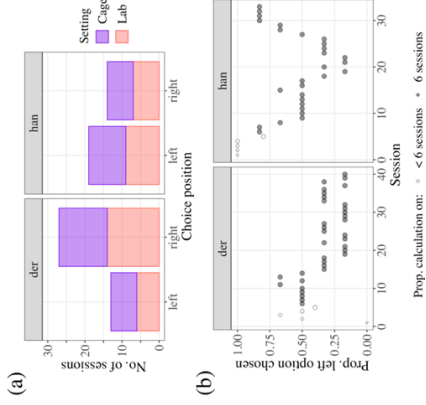 (a)
Setting
Cage
Lab
der
han
No. of sessions
0
10
20
30
left
right
left
right
Choice position
(b)
der
han
Prop. left option chosen
0.00
0.25
0.50
0.75
1.00
0
10
20
30
40
0
10
20
30
Session
Prop. calculation on: < 6 sessions 6 sessions